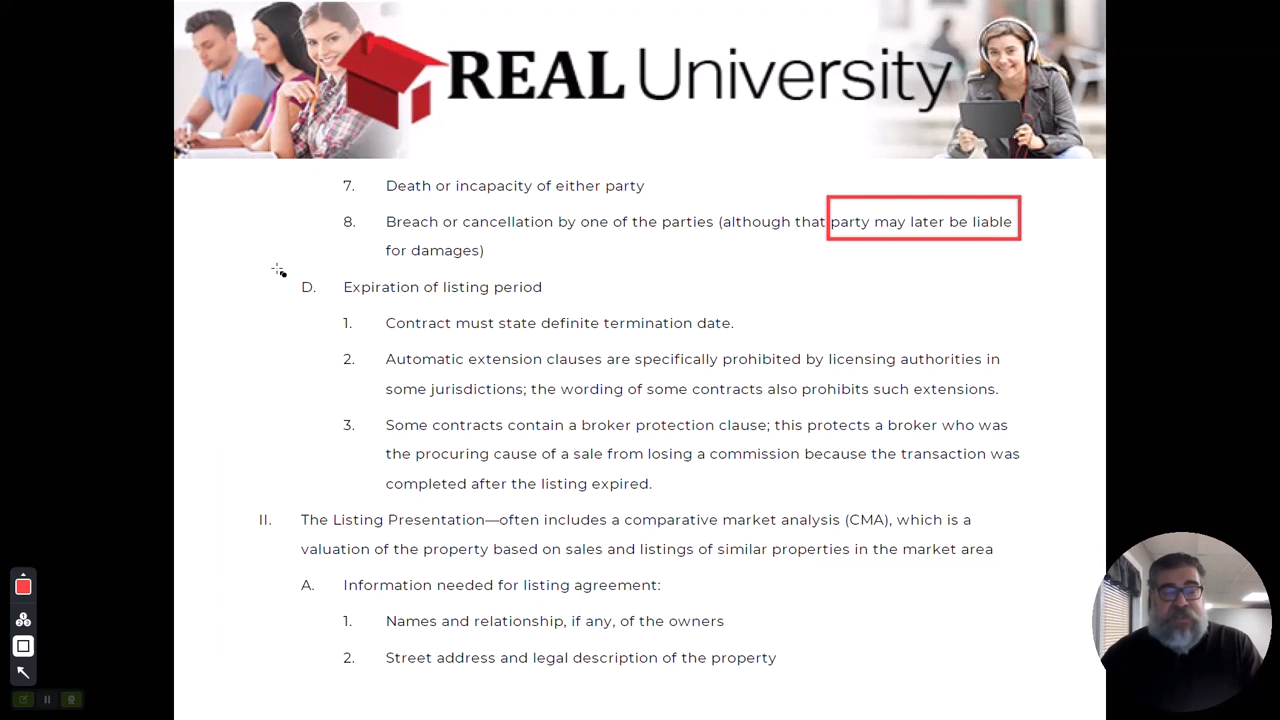 REAL University
7. Death or incapacity of either party
8. Breach or cancellation by one of the parties (although that party may later be liable
for damages)
D. Expiration of listing period
1. Contract must state definite termination date.
2. Automatic extension clauses are specifically prohibited by licensing authorities in
some jurisdictions; the wording of some contracts also prohibits such extensions.
3. Some contracts contain a broker protection clause; this protects a broker who was
the procuring cause of a sale from losing a commission because the transaction was
completed after the listing expired.
II. The Listing Presentation—often includes a comparative market analysis (CMA), which is a
valuation of the property based on sales and listings of similar properties in the market area
A. Information needed for listing agreement:
1. Names and relationship, if any, of the owners
2. Street address and legal description of the property